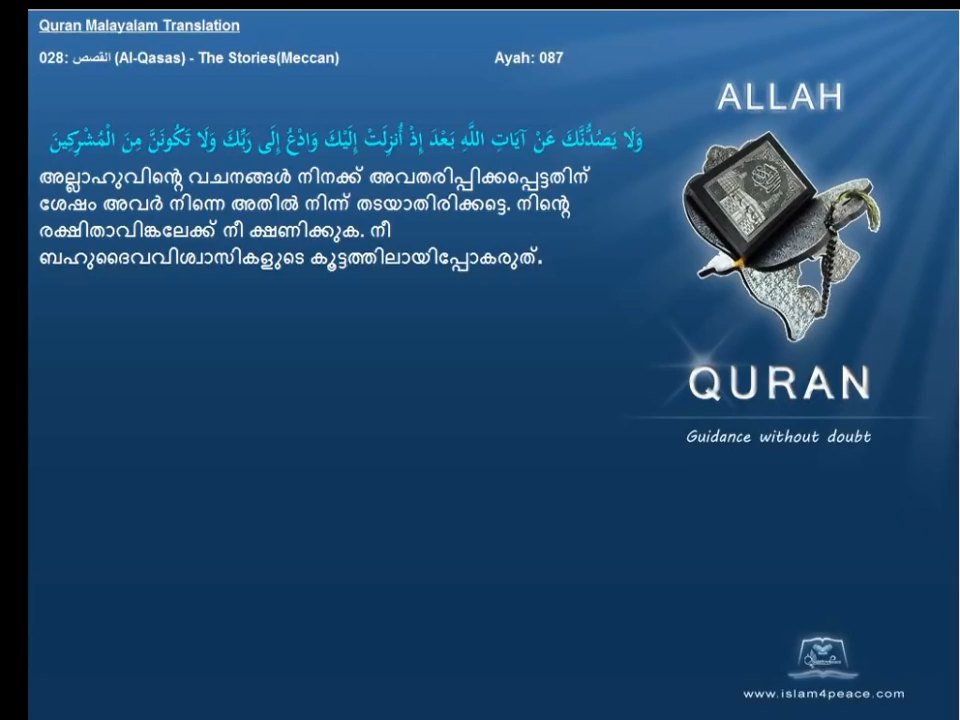 Quran Malayalam Translation
028: القصص (Al-Qasas) - The Stories(Meccan) Ayah: 087
وَلَا يَصُدُّنَّكَ عَنْ آيَاتِ اللَّهِ بَعْدَ إِذْ أُنزِلَتْ إِلَيْكَ وَادْعُ إِلَى رَبِّكَ وَلَا تَكُونَنَّ مِنَ الْمُشْرِكِينَ
അല്ലാഹുവിന്റെ വചനങ്ങള്‍ നിനക്ക് അവതരിപ്പിക്കപ്പെട്ടതിന്
ശേഷം അവര്‍ നിന്നെ അതില്‍ നിന്ന് തടയാതിരിക്കട്ടെ. നിന്റെ
രക്ഷിതാവിങ്കലേക്ക് നീ ക്ഷണിക്കുക. നീ
ബഹുദൈവവിശ്വാസികളുടെ കൂട്ടത്തിലായിപ്പോകരുത്.
ALLAH
QURAN
Guidance without doubt
www.islam4peace.com